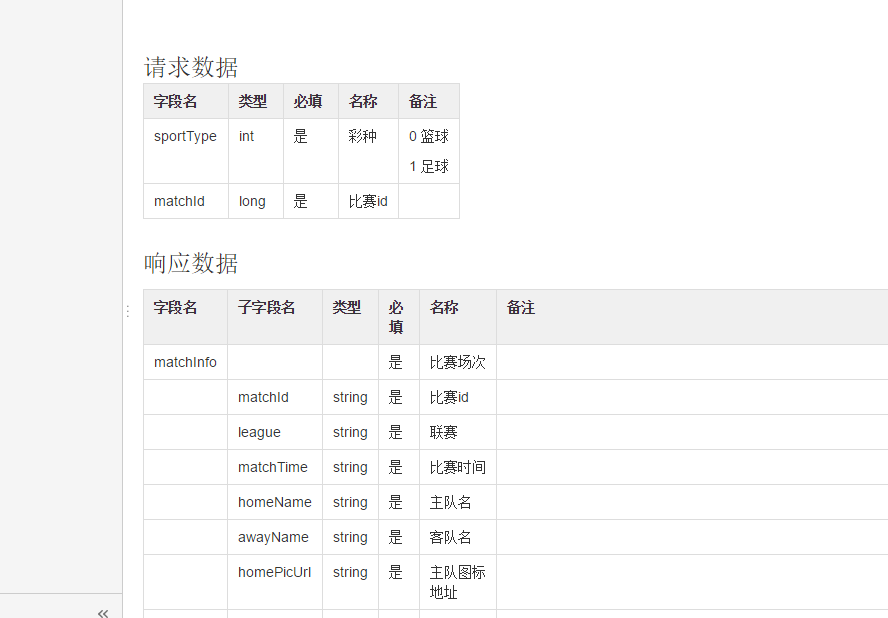 请求数据
字段名 类型 必填 名称 备注
sportType int 是 彩种 0 篮球
1 足球
matchId long 是 比赛id
响应数据
字段名 子字段名 类型 必 名称 备注
填
matchInfo 是 比赛场次
matchId string 是 比赛id
league string 是 联赛
matchTime string 是 比赛时间
homeName string 是 主队名
awayName string 是 客队名
homePicUrl string 是 主队图标
地址
«